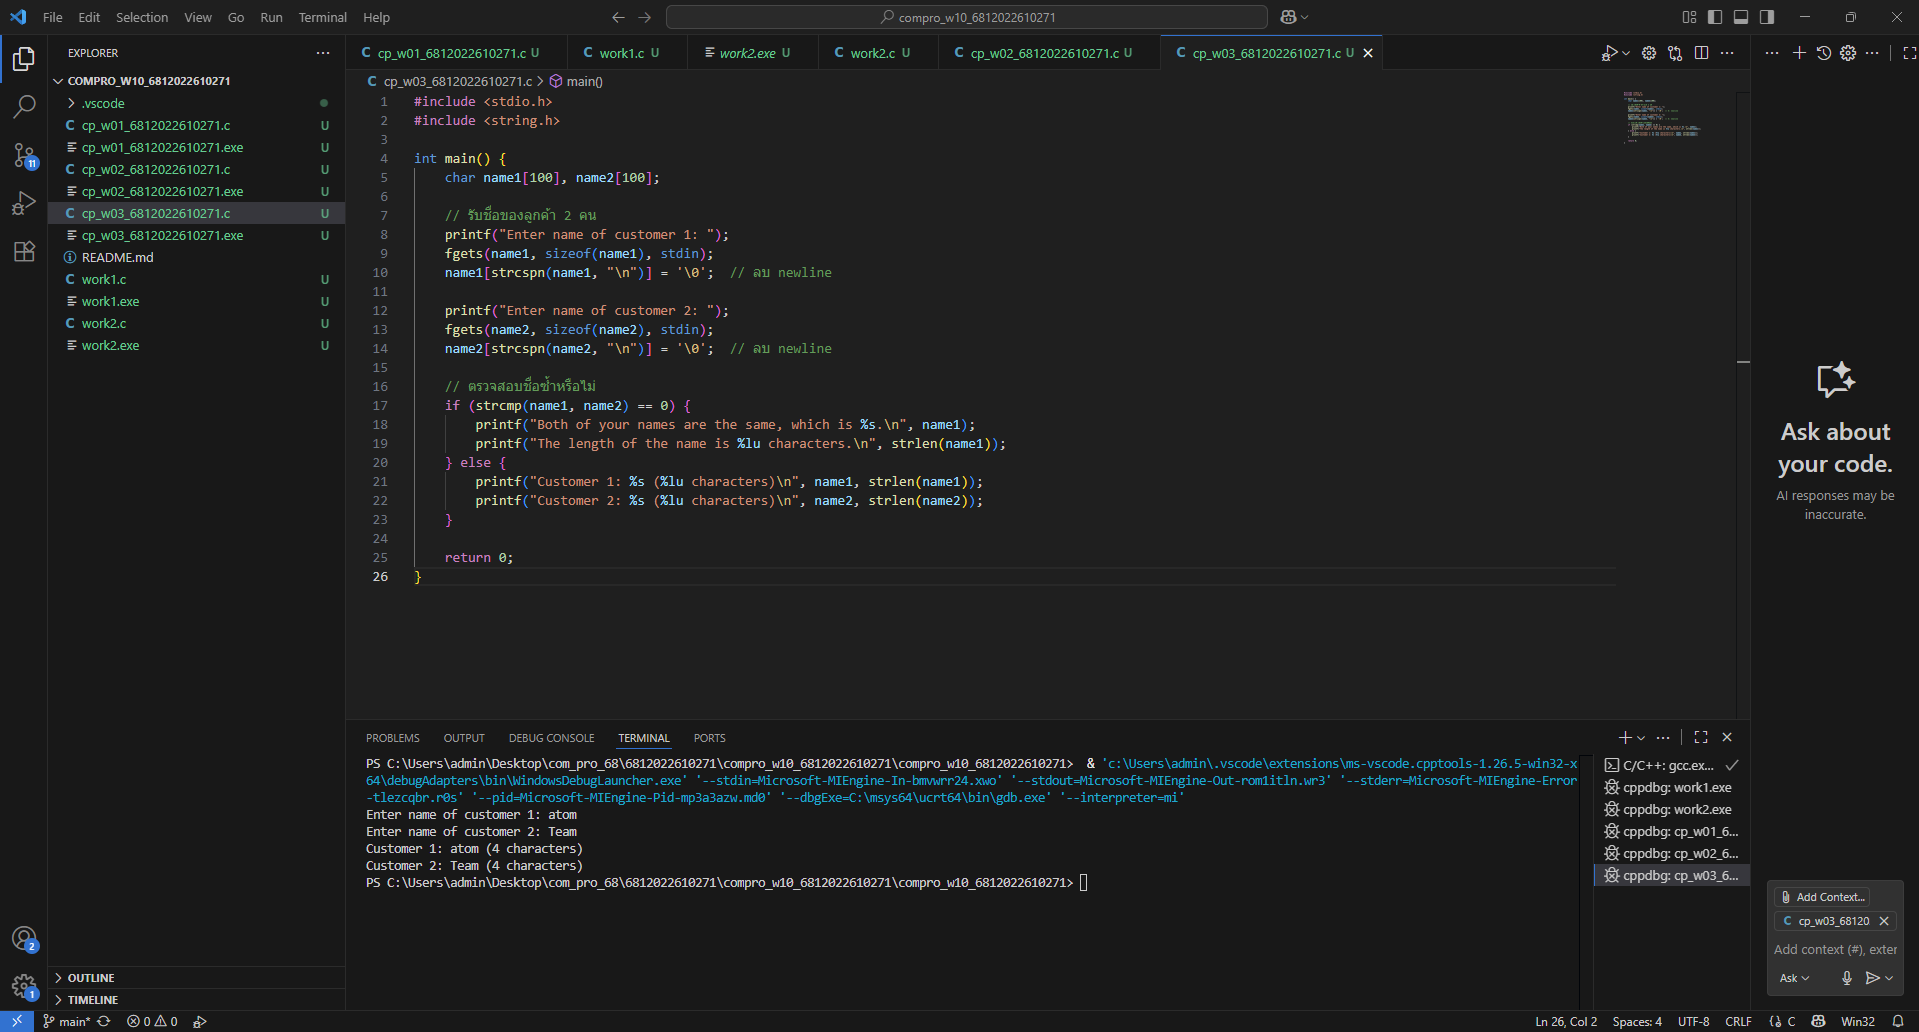 File Edit Selection View Go Run Terminal Help
compro_w10_6812022610271
EXPLORER
COMPRO_W10_6812022610271
.vscode
cp_w01_6812022610271.c U
cp_w01_6812022610271.exe U
cp_w02_6812022610271.c U
cp_w02_6812022610271.exe U
cp_w03_6812022610271.c U
cp_w03_6812022610271.exe U
README.md
work1.c U
work1.exe U
work2.c U
work2.exe U
OUTLINE
TIMELINE
11
2
1
cp_w01_6812022610271.c U work1.c U work2.exe U work2.c U cp_w02_6812022610271.c U cp_w03_6812022610271.c U
cp_w03_6812022610271.c > main()
1 #include <stdio.h>
2 #include <string.h>
3
4 int main() {
5 char name1[100], name2[100];
6
7 // รับชื่อของลูกค้า 2 คน
8 printf("Enter name of customer 1: ");
9 fgets(name1, sizeof(name1), stdin);
10 name1[strcspn(name1, "\n")] = '\0'; // ลบ newline
11
12 printf("Enter name of customer 2: ");
13 fgets(name2, sizeof(name2), stdin);
14 name2[strcspn(name2, "\n")] = '\0'; // ลบ newline
15
16 // ตรวจสอบชื่อซ้ำหรือไม่
17 if (strcmp(name1, name2) == 0) {
18 printf("Both of your names are the same, which is %s.\n", name1);
19 printf("The length of the name is %lu characters.\n", strlen(name1));
20 } else {
21 printf("Customer 1: %s (%lu characters)\n", name1, strlen(name1));
22 printf("Customer 2: %s (%lu characters)\n", name2, strlen(name2));
23 }
24
25 return 0;
26 }
PROBLEMS OUTPUT DEBUG CONSOLE TERMINAL PORTS
PS C:\Users\admin\Desktop\com_pro_68\6812022610271\compro_w10_6812022610271\compro_w10_6812022610271> & 'c:\Users\admin\.vscode\extensions\ms-vscode.cpptools-1.26.5-win32-x
64\debugAdapters\bin\WindowsDebugLauncher.exe' '--stdin=Microsoft-MIEngine-In-bmvwrr24.xwo' '--stdout=Microsoft-MIEngine-Out-rom1itln.wr3' '--stderr=Microsoft-MIEngine-Error
-tlezcqbr.r0s' '--pid=Microsoft-MIEngine-Pid-mp3a3azw.md0' '--dbgExe=C:\msys64\ucrt64\bin\gdb.exe' '--interpreter=mi'
Enter name of customer 1: atom
Enter name of customer 2: Team
Customer 1: atom (4 characters)
Customer 2: Team (4 characters)
PS C:\Users\admin\Desktop\com_pro_68\6812022610271\compro_w10_6812022610271\compro_w10_6812022610271>
C/C++: gcc.ex...
cppdbg: work1.exe
cppdbg: work2.exe
cppdbg: cp_w01_6...
cppdbg: cp_w02_6...
cppdbg: cp_w03_6...
Ask about
your code.
AI responses may be
inaccurate.
Add Context...
C cp_w03_68120
Add context (#), exter
Ask
main* 0 0
Ln 26, Col 2 Spaces: 4 UTF-8 CRLF C Win32